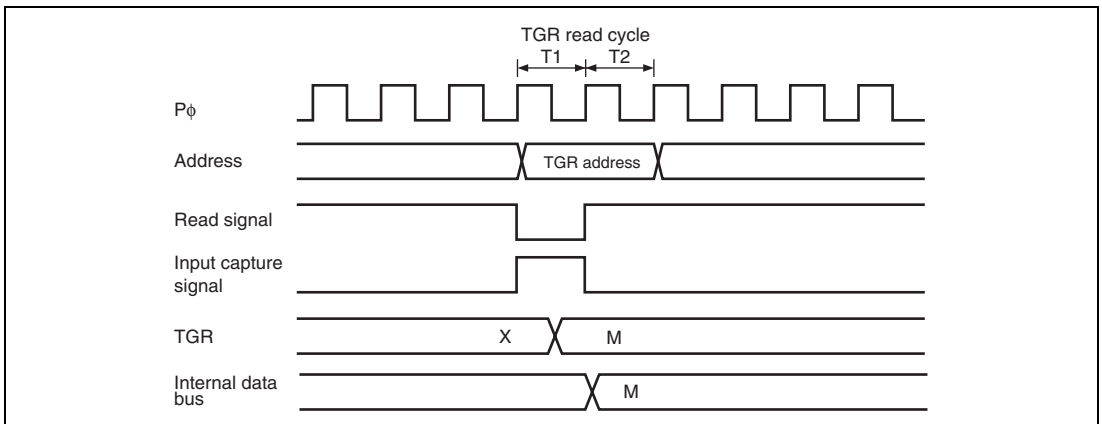 TGR read cycle
T1 T2
Pϕ
Address
TGR address
Read signal
Input capture
signal
TGR
X M
Internal data
bus
M